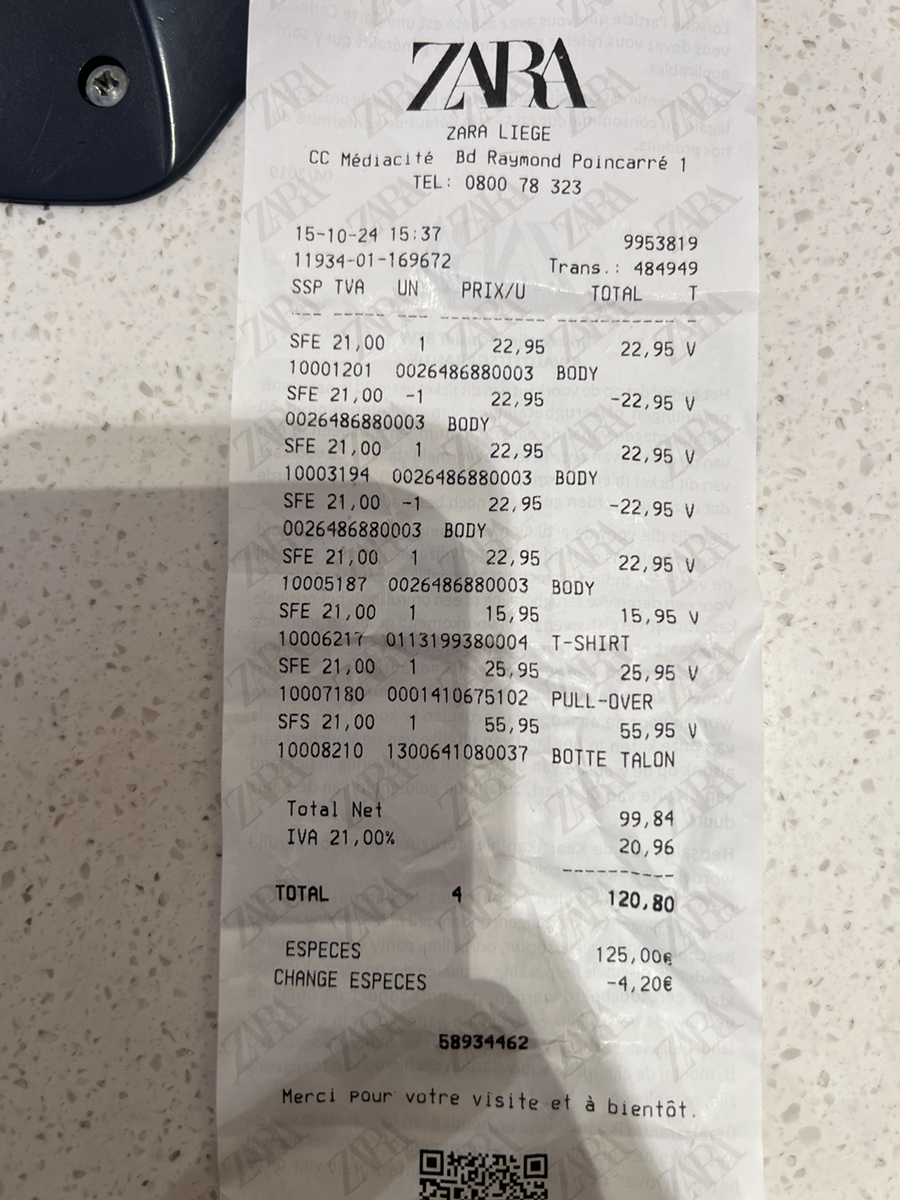 ZARA
ZARA LIEGE
CC Médiacité Bd Raymond Poincarré 1
TEL: 0800 78 323
15-10-24 15:37 9953819
11934-01-169672 Trans.: 484949
SSP TVA UN PRIX/U TOTAL T
SFE 21,00 1 22,95 22,95 V
10001201 0026486880003 BODY
SFE 21,00 -1 22,95 -22,95 V
0026486880003 BODY
SFE 21,00 1 22,95 22,95 V
10003194 0026486880003 BODY
SFE 21,00 -1 22,95 -22,95 V
0026486880003 BODY
SFE 21,00 1 22,95 22,95 V
10005187 0026486880003 BODY
SFE 21,00 1 15,95 15,95 V
10006217 0113199380004 T-SHIRT
SFE 21,00 1 25,95 25,95 V
10007180 0001410675102 PULL-OVER
SFS 21,00 1 55,95 55,95 V
10008210 1300641080037 BOTTE TALON
Total Net 99,84
IVA 21,00% 20,96
TOTAL 4 120,80
ESPECES 125,00€
CHANGE ESPECES -4,20€
58934462
Merci pour votre visite et à bientôt.